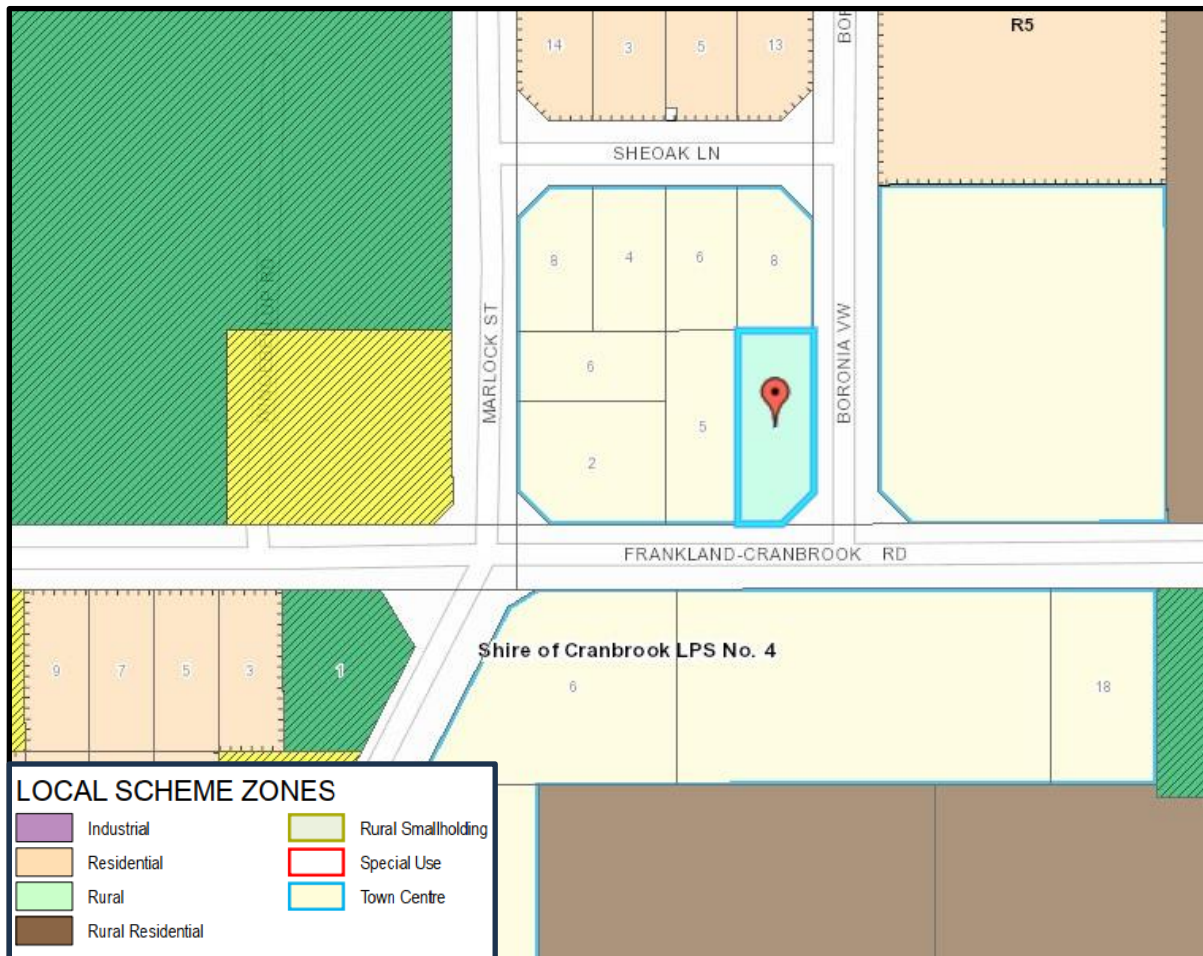 R5
BOR
14
3
5
13
SHEOAK LN
MARLOCK ST
BORONIA VW
8
4
6
8
6
5
2
FRANKLAND-CRANBROOK RD
Shire of Cranbrook LPS No. 4
9
7
5
3
1
6
18
LOCAL SCHEME ZONES
Industrial
Residential
Rural
Rural Residential
Rural Smallholding
Special Use
Town Centre